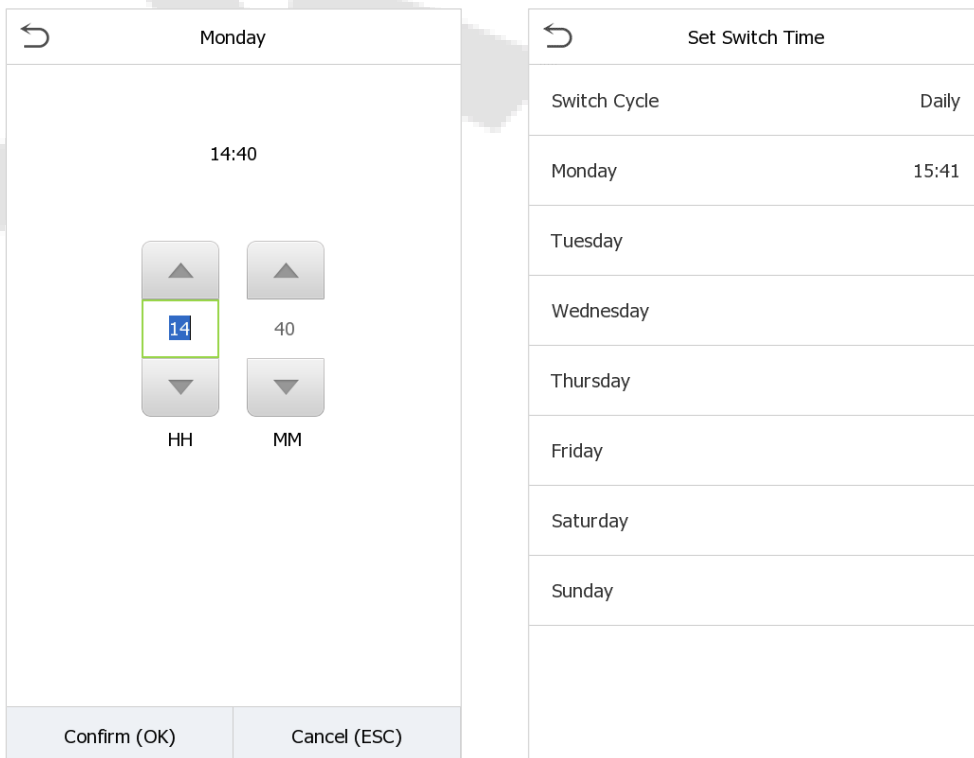 Monday
14:40
14 40
HH MM
Confirm (OK) Cancel (ESC)
Set Switch Time
Switch Cycle Daily
Monday 15:41
Tuesday
Wednesday
Thursday
Friday
Saturday
Sunday